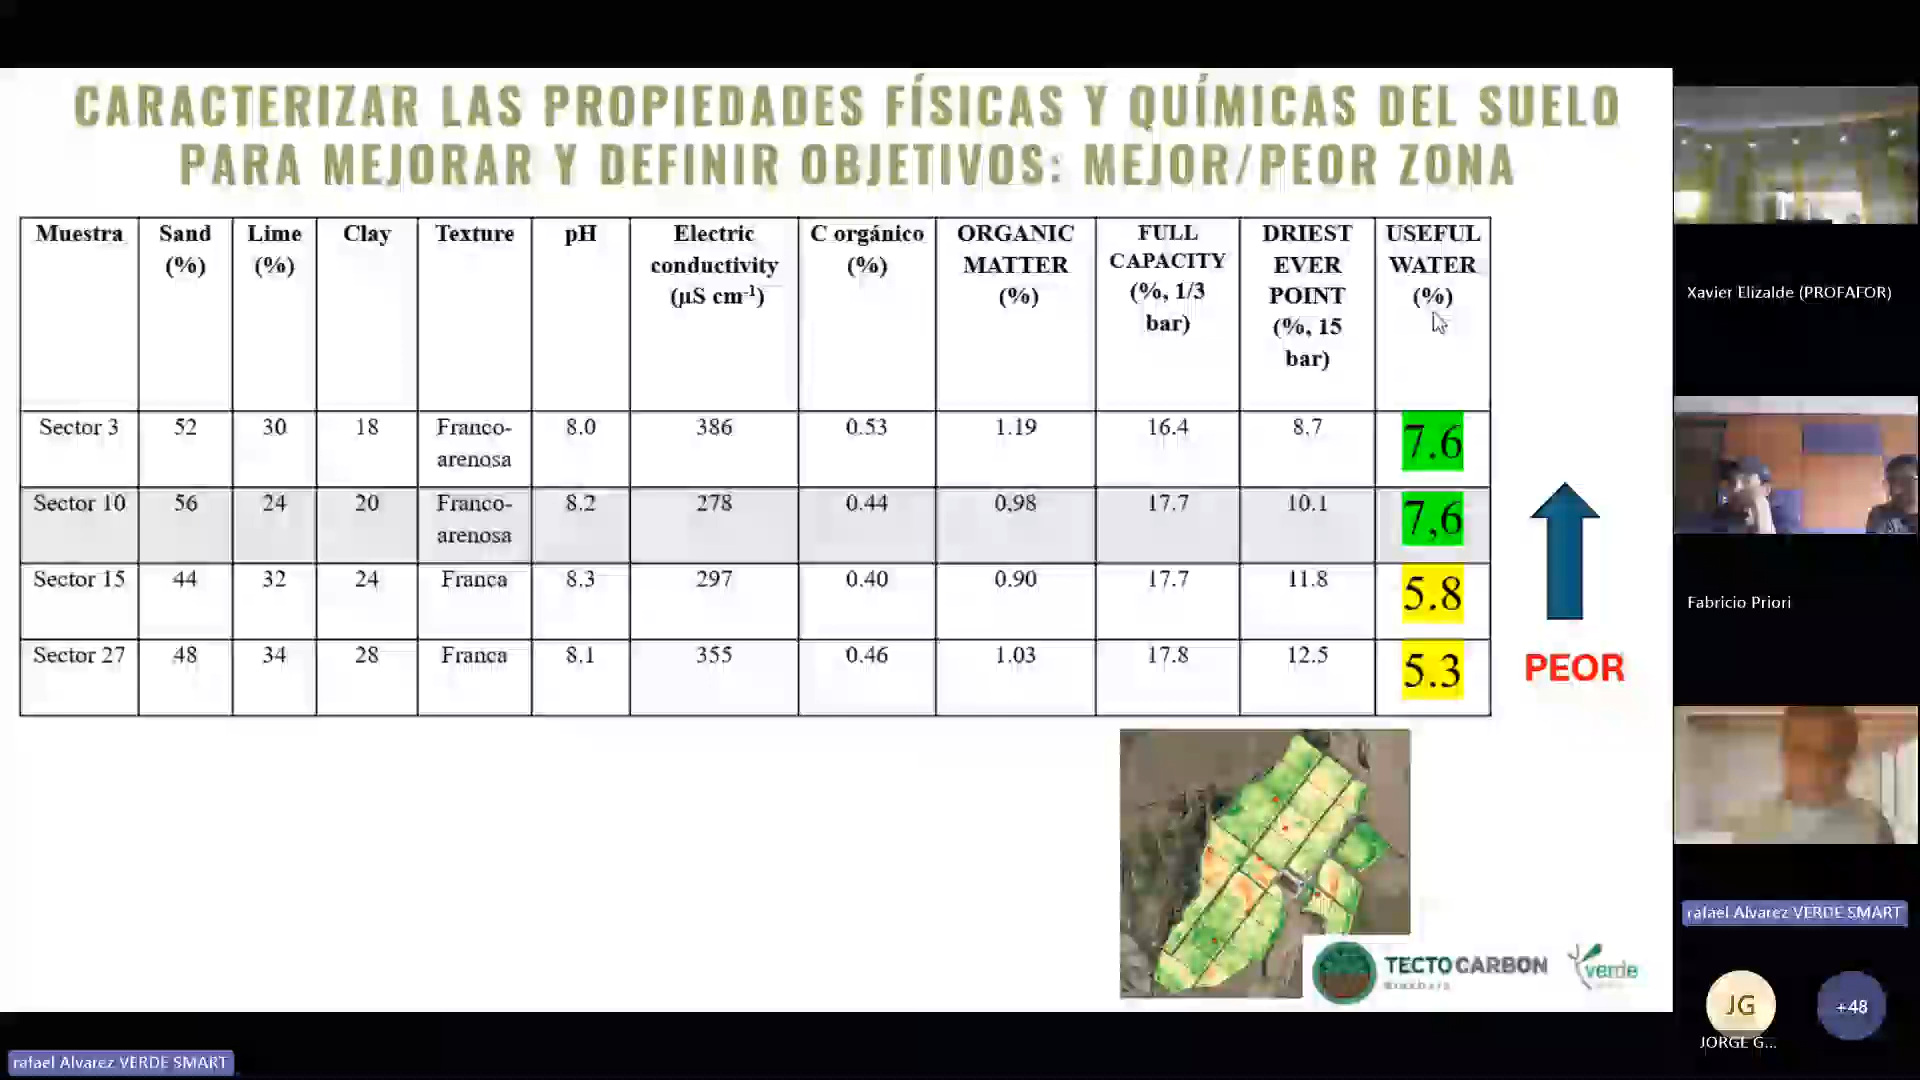 CARACTERIZAR LAS PROPIEDADES FÍSICAS Y QUÍMICAS DEL SUELO
PARA MEJORAR Y DEFINIR OBJETIVOS: MEJOR/PEOR ZONA
Muestra Sand (%) Lime (%) Clay Texture pH Electric conductivity (µS cm-1) C orgánico (%) ORGANIC MATTER (%) FULL CAPACITY (%, 1/3 bar) DRIEST EVER POINT (%, 15 bar) USEFUL WATER (%)
Sector 3 52 30 18 Franco-arenosa 8.0 386 0.53 1.19 16.4 8.7 7.6
Sector 10 56 24 20 Franco-arenosa 8.2 278 0.44 0,98 17.7 10.1 7,6
Sector 15 44 32 24 Franca 8.3 297 0.40 0.90 17.7 11.8 5.8
Sector 27 48 34 28 Franca 8.1 355 0.46 1.03 17.8 12.5 5.3
PEOR
TECTOCARBON
verde
Xavier Elizalde (PROFAFOR)
Fabricio Priori
rafael Alvarez VERDE SMART
JG
+48
JORGE G...
rafael Alvarez VERDE SMART